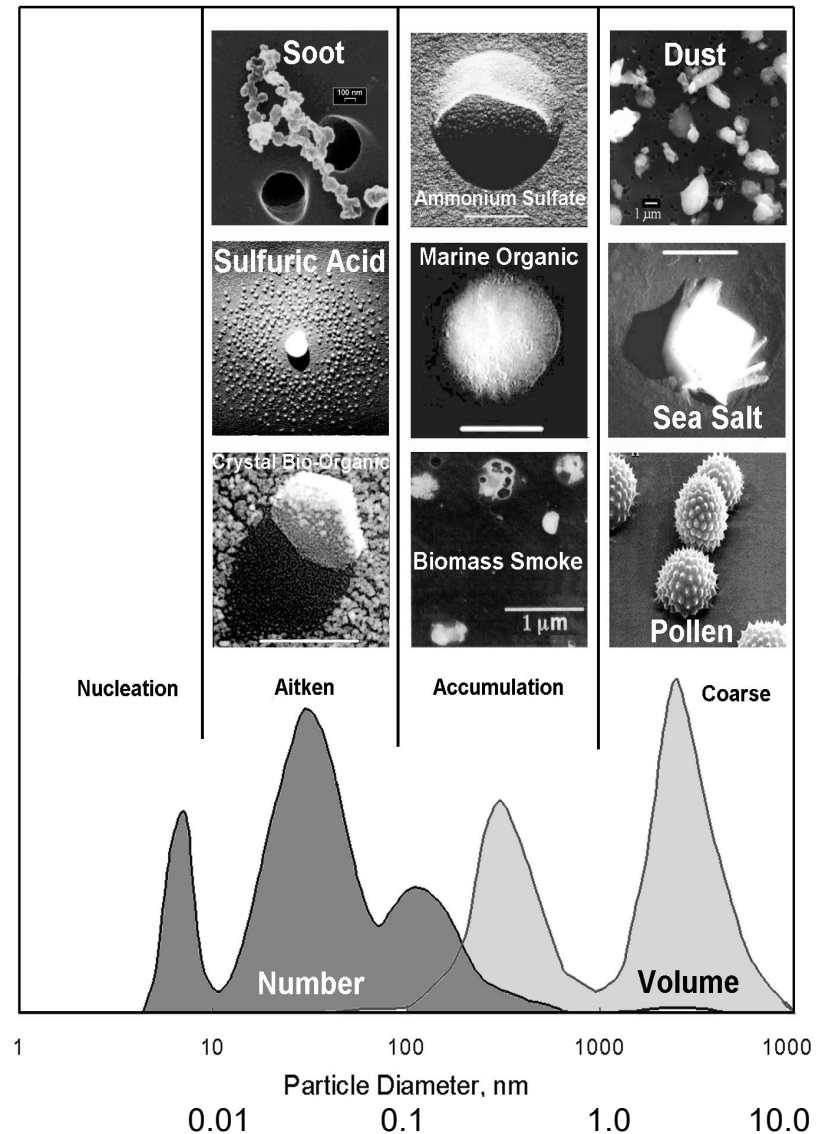 Soot
100 nm
Ammonium Sulfate
Dust
1 µm
Sulfuric Acid
Marine Organic
Sea Salt
Crystal Bio-Organic
Biomass Smoke
1 µm
Pollen
Nucleation
Aitken
Accumulation
Coarse
Number
Volume
1 10 100 1000 1000
Particle Diameter, nm
0.01 0.1 1.0 10.0